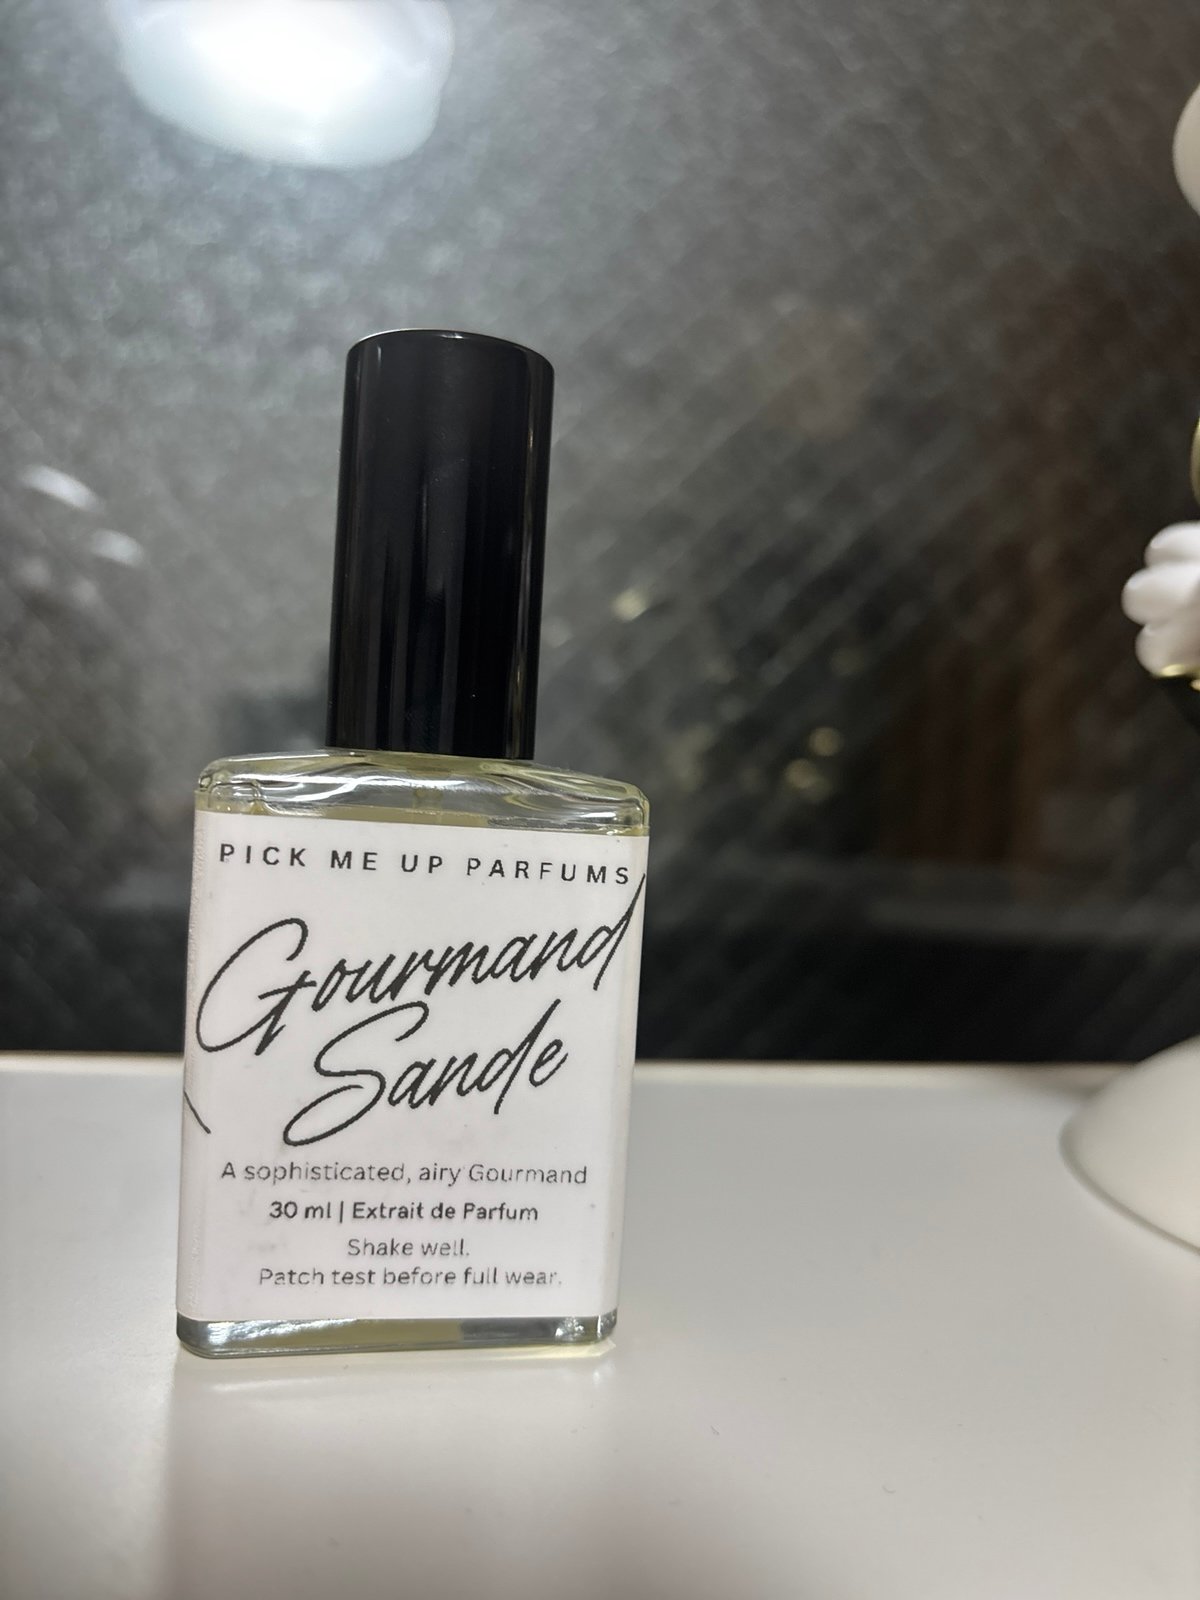 PICK ME UP PARFUMS
Gourmand
Sande
A sophisticated, airy Gourmand
30 ml | Extrait de Parfum
Shake well.
Patch test before full wear.